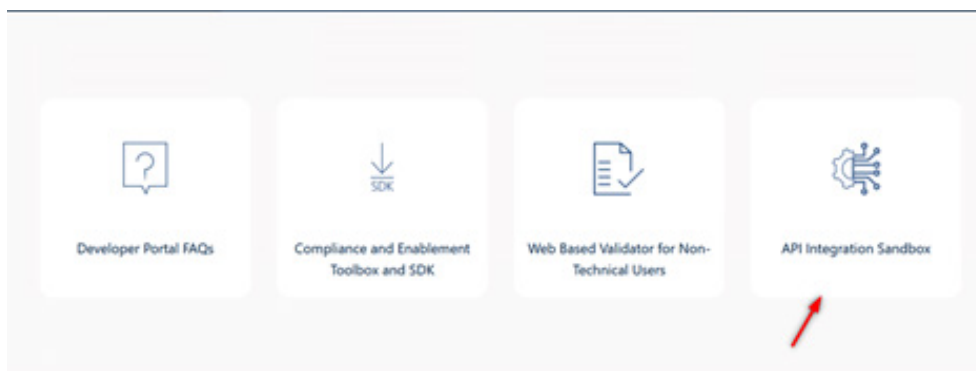 Developer Portal FAQs
SDK
Compliance and Enablement
Toolbox and SDK
Web Based Validator for Non-
Technical Users
API Integration Sandbox